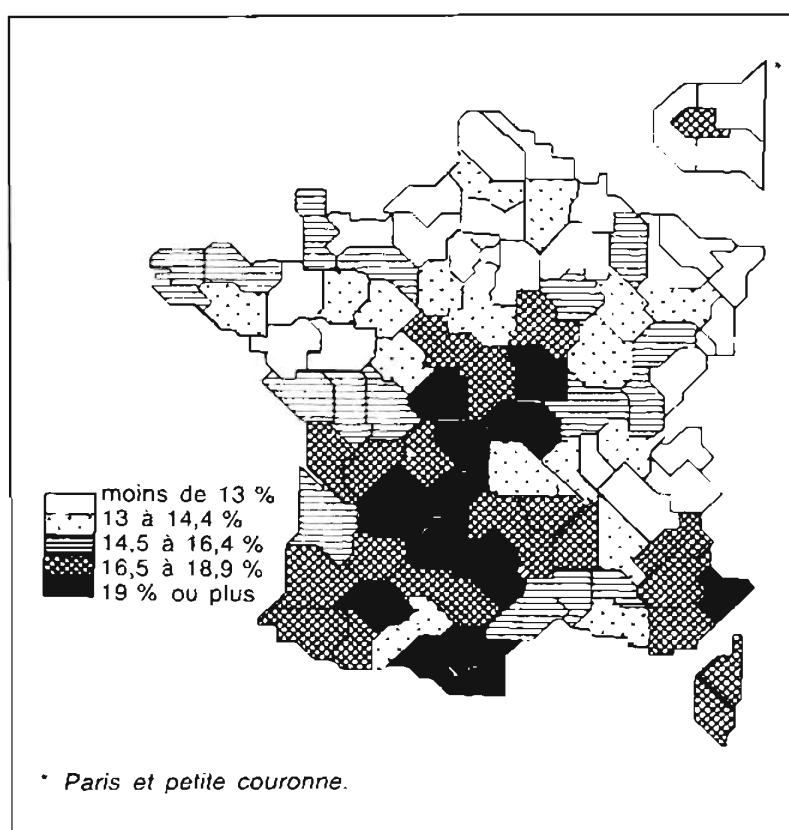 *
moins de 13 %
13 à 14,4 %
14,5 à 16,4 %
16,5 à 18,9 %
19 % ou plus
* Paris et petite couronne.